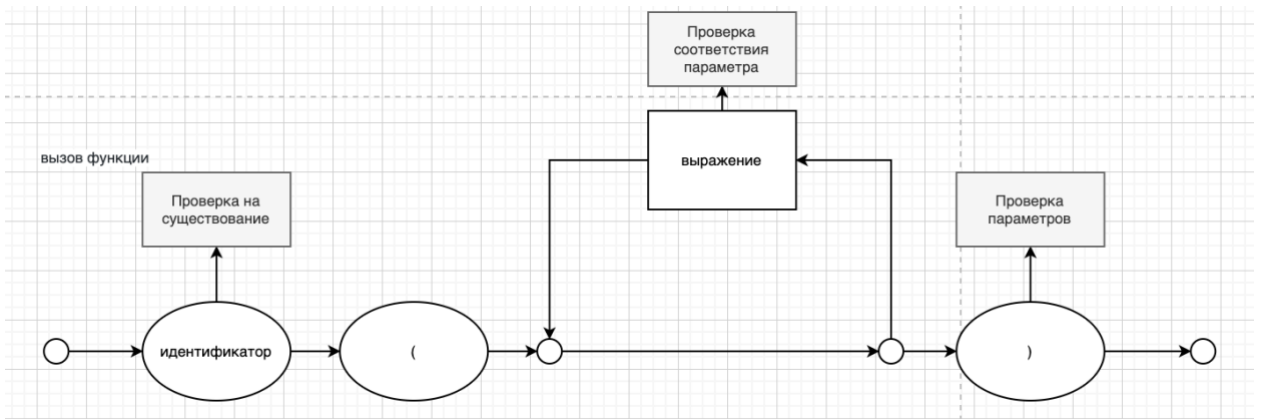 Проверка
соответствия
параметра
вызов функции
выражение
Проверка на
существование
Проверка
параметров
идентификатор
(
)